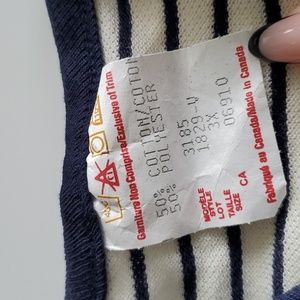 Garniture Non Comprise/Exclusive of Trim
50% COTTON/COTON
50% POLYESTER
MODÈLE STYLE 3185
LOT 1829-V
TAILLE SIZE 3X
CA 06910
Fabriqué au Canada/Made in Canada